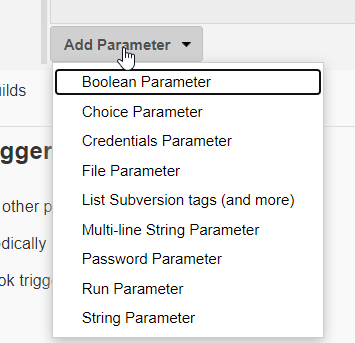 Add Parameter
Boolean Parameter
uilds
Choice Parameter
Credentials Parameter
gger
File Parameter
other p
List Subversion tags (and more)
Multi-line String Parameter
dically
Password Parameter
ok trigg
Run Parameter
String Parameter